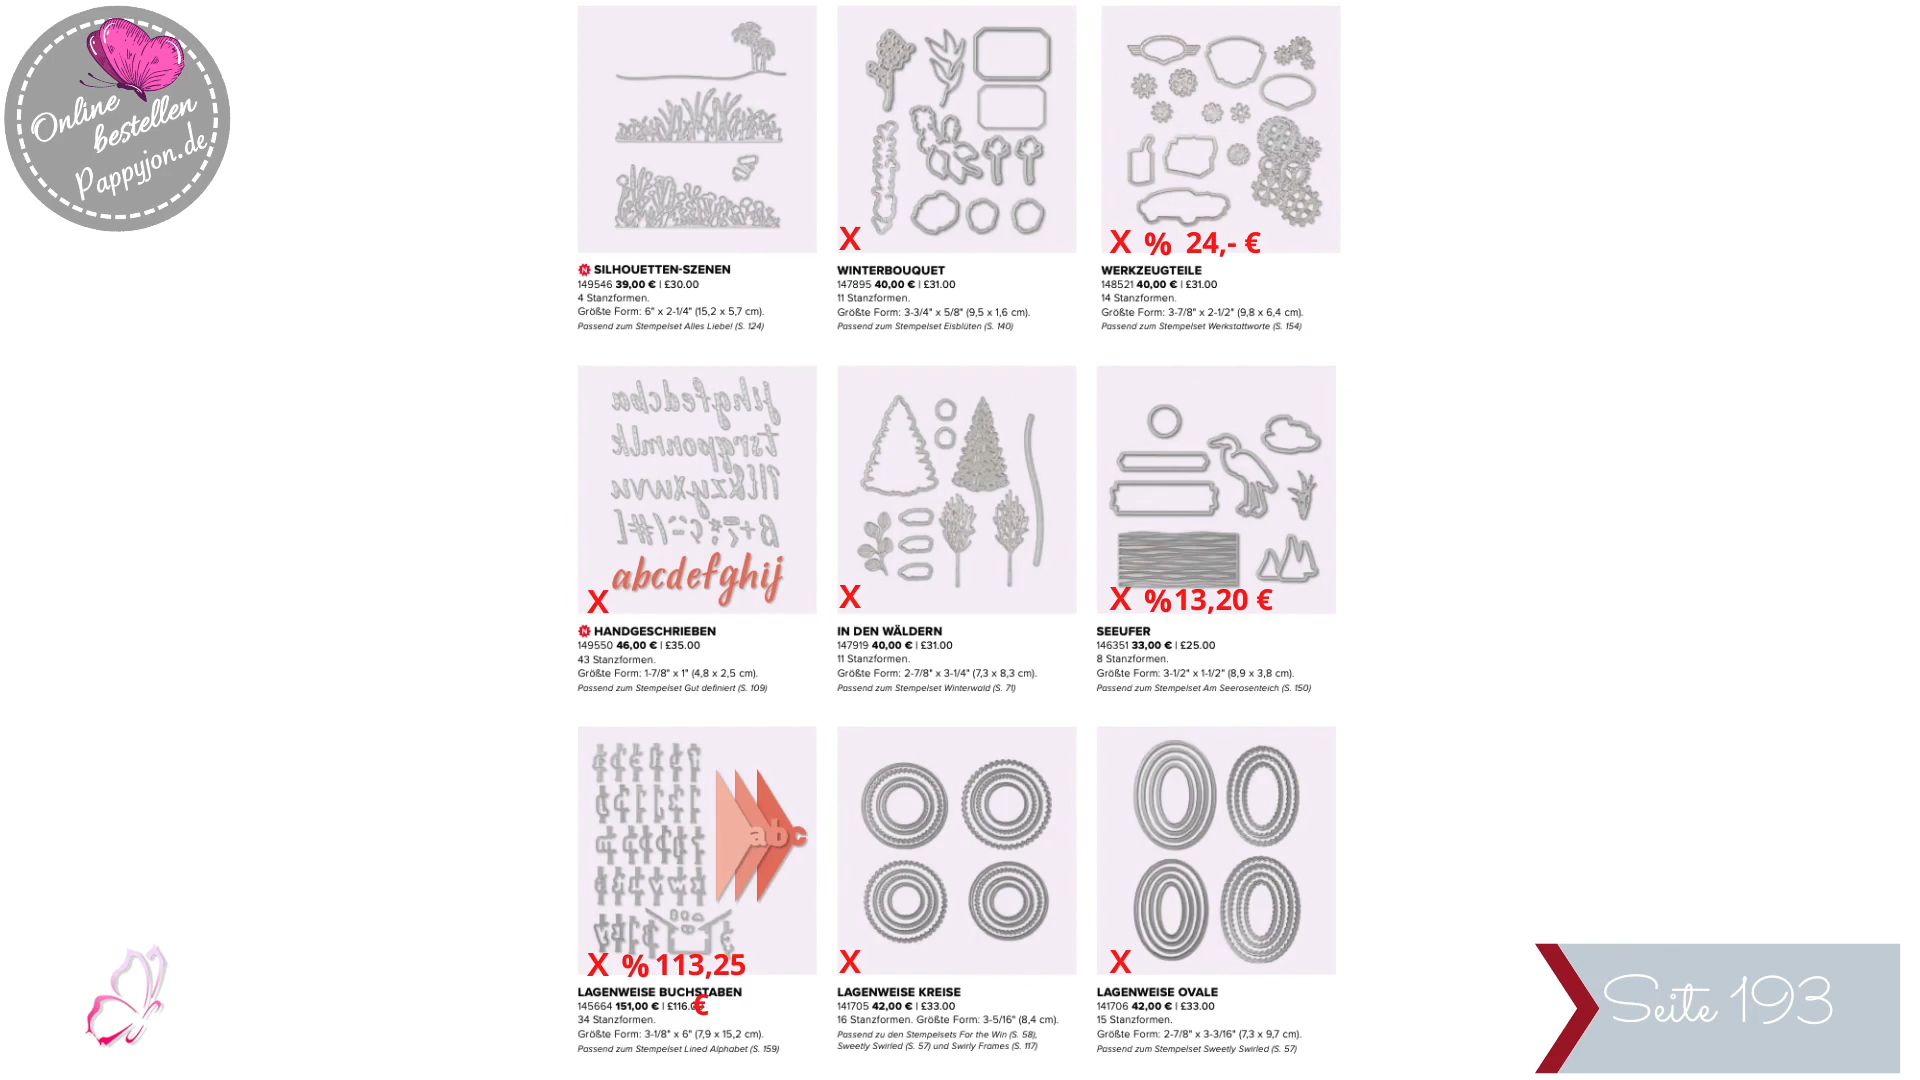 Online
bestellen
Pappyjon.de
X
X % 24,- €
SILHOUETTEN-SZENEN
149546 39,00 € | £30.00
4 Stanzformen.
Größte Form: 6" x 2-1/4" (15,2 x 5,7 cm).
Passend zum Stempelset Alles Liebe! (S. 124)
WINTERBOUQUET
147895 40,00 € | £31.00
11 Stanzformen.
Größte Form: 3-3/4" x 5/8" (9,5 x 1,6 cm).
Passend zum Stempelset Eisblüten (S. 140)
WERKZEUGTEILE
148521 40,00 € | £31.00
14 Stanzformen.
Größte Form: 3-7/8" x 2-1/2" (9,8 x 6,4 cm).
Passend zum Stempelset Werkstattworte (S. 154)
abcdefghij
X
X
X %13,20 €
HANDGESCHRIEBEN
149550 46,00 € | £35.00
43 Stanzformen.
Größte Form: 1-7/8" x 1" (4,8 x 2,5 cm).
Passend zum Stempelset Gut definiert (S. 109)
IN DEN WÄLDERN
147919 40,00 € | £31.00
11 Stanzformen.
Größte Form: 2-7/8" x 3-1/4" (7,3 x 8,3 cm).
Passend zum Stempelset Winterwald (S. 71)
SEEUFER
146351 33,00 € | £25.00
8 Stanzformen.
Größte Form: 3-1/2" x 1-1/2" (8,9 x 3,8 cm).
Passend zum Stempelset Am Seerosenteich (S. 150)
abc
X % 113,25
€
X
X
LAGENWEISE BUCHSTABEN
145664 151,00 € | £116.00
34 Stanzformen.
Größte Form: 3-1/8" x 6" (7,9 x 15,2 cm).
Passend zum Stempelset Lined Alphabet (S. 159)
LAGENWEISE KREISE
141705 42,00 € | £33.00
16 Stanzformen. Größte Form: 3-5/16" (8,4 cm).
Passend zu den Stempelsets For the Win (S. 58),
Sweetly Swirled (S. 57) und Swirly Frames (S. 117)
LAGENWEISE OVALE
141706 42,00 € | £33.00
15 Stanzformen.
Größte Form: 2-7/8" x 3-3/16" (7,3 x 9,7 cm).
Passend zum Stempelset Sweetly Swirled (S. 57)
Seite 193